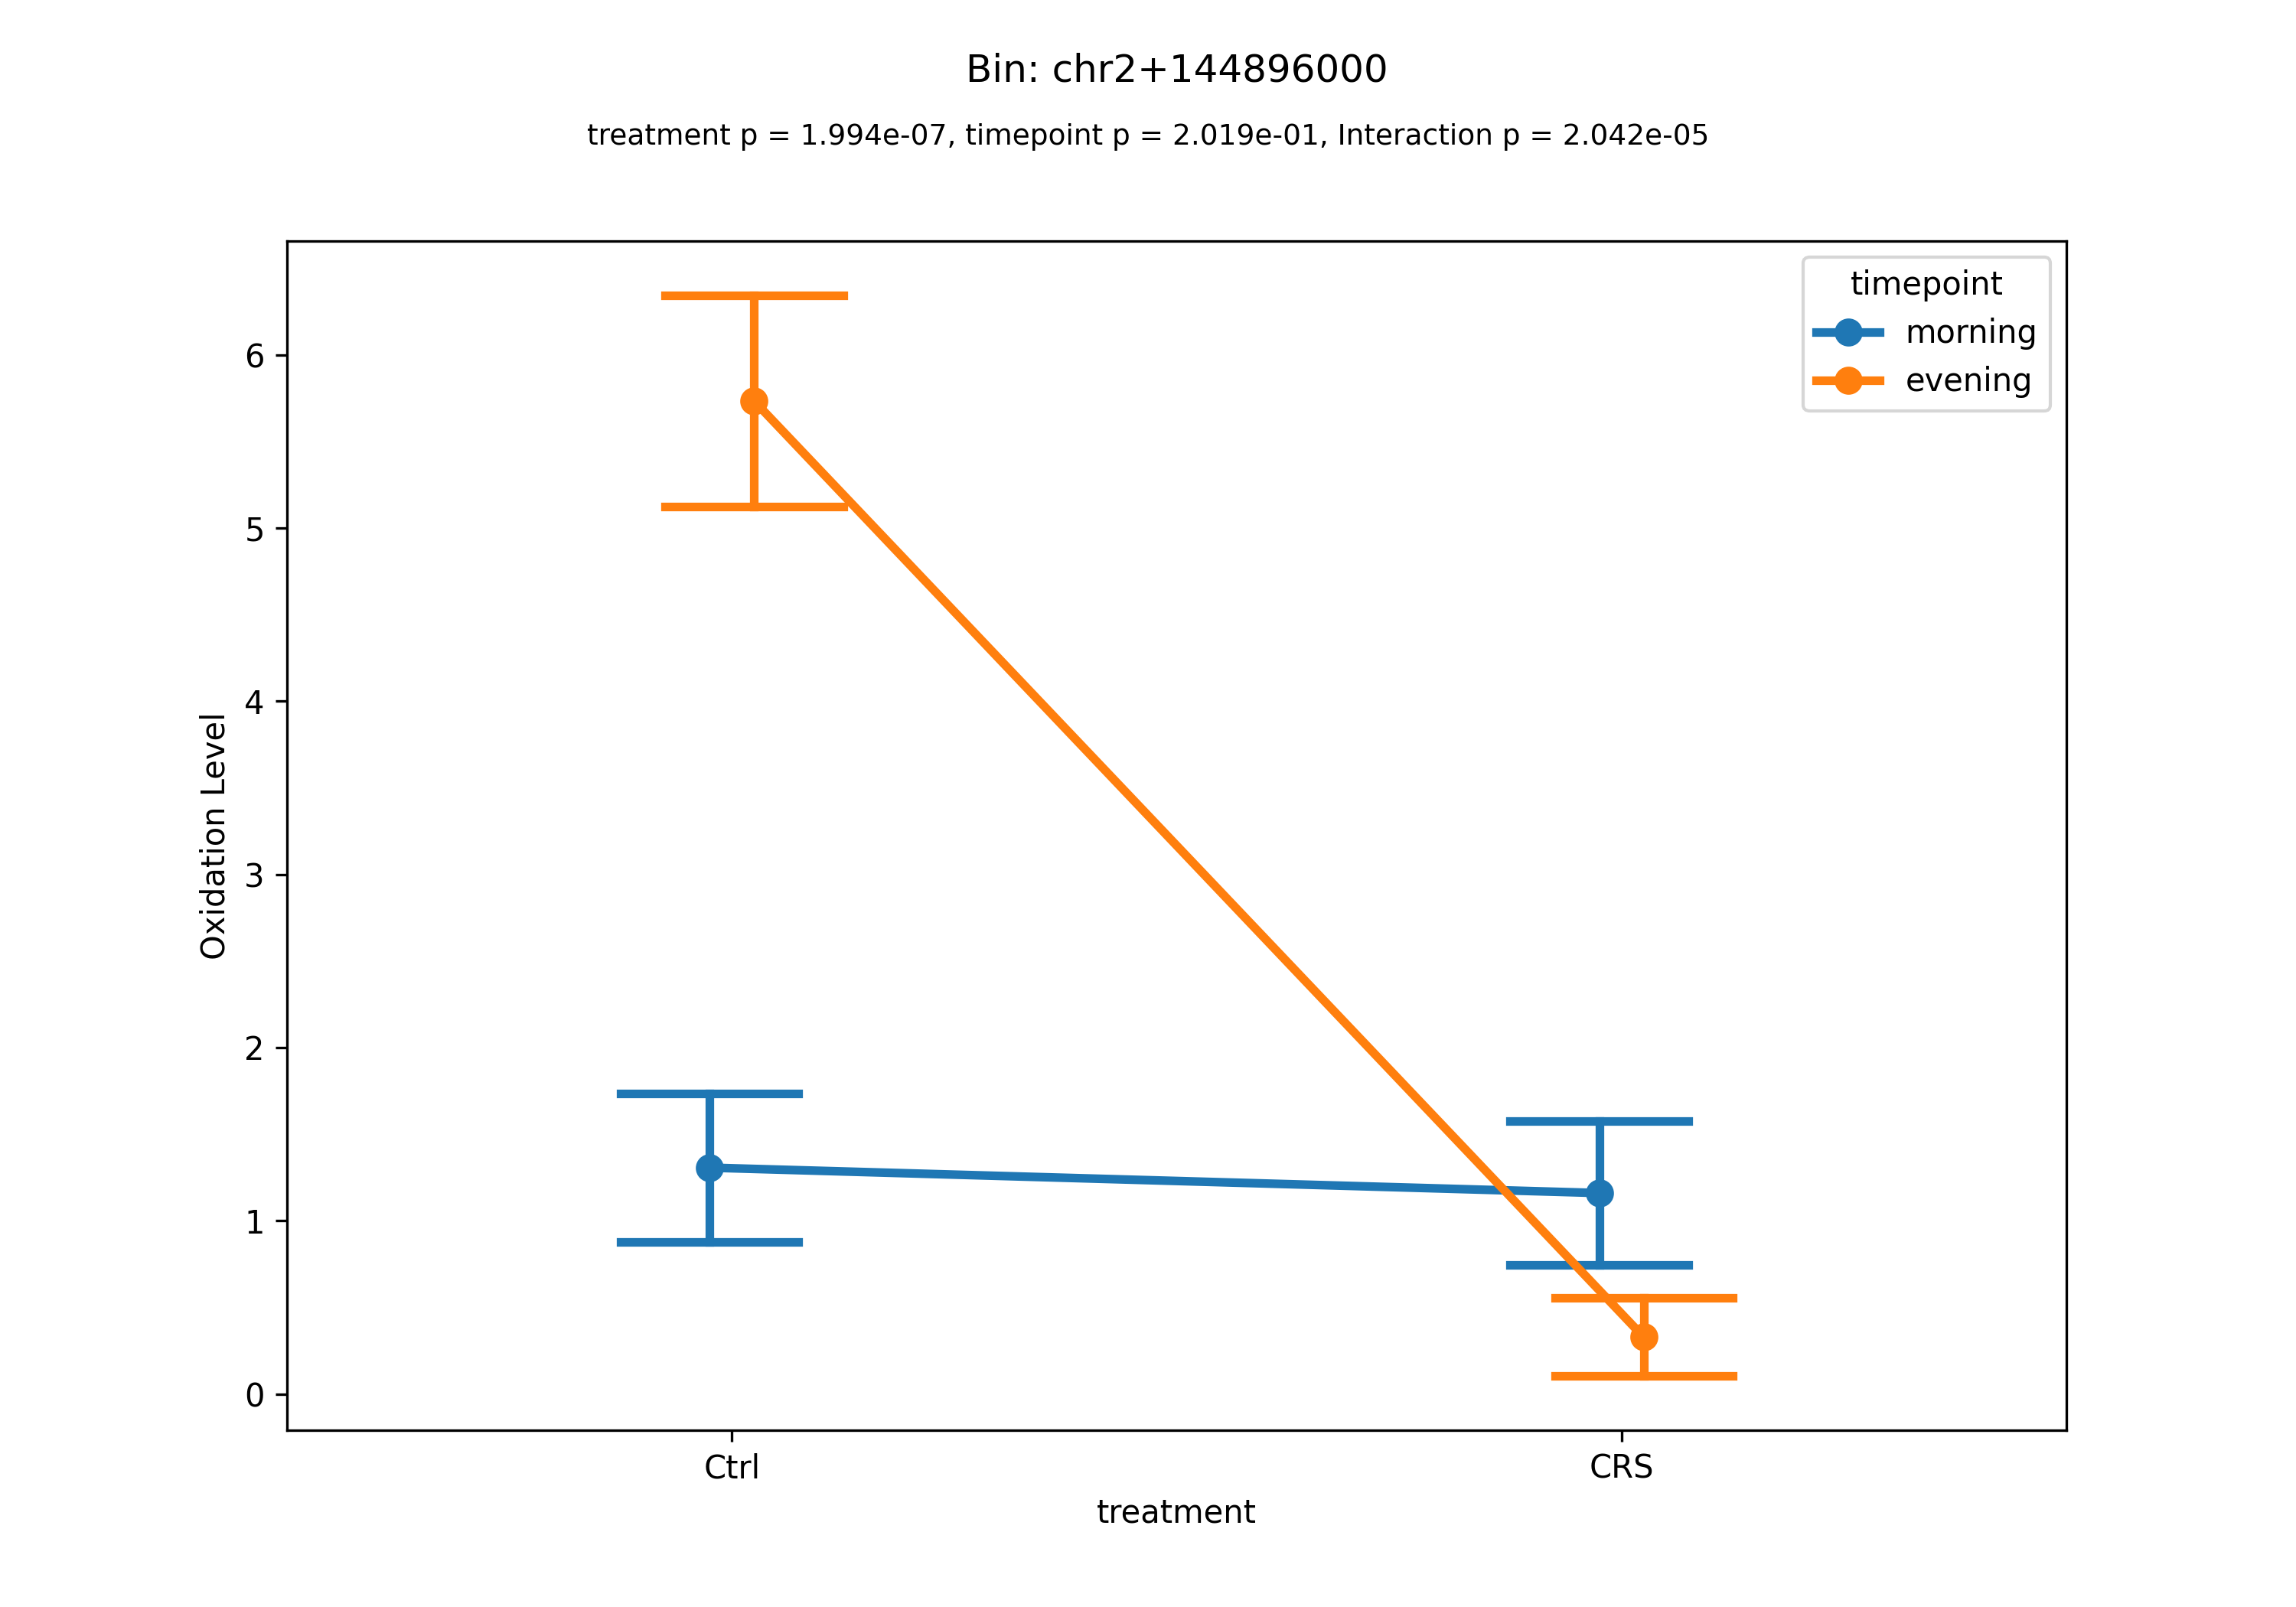 Bin: chr2+144896000
treatment p = 1.994e-07, timepoint p = 2.019e-01, Interaction p = 2.042e-05
timepoint
morning
evening
6
5
4
3
2
1
0
Oxidation Level
Ctrl
CRS
treatment